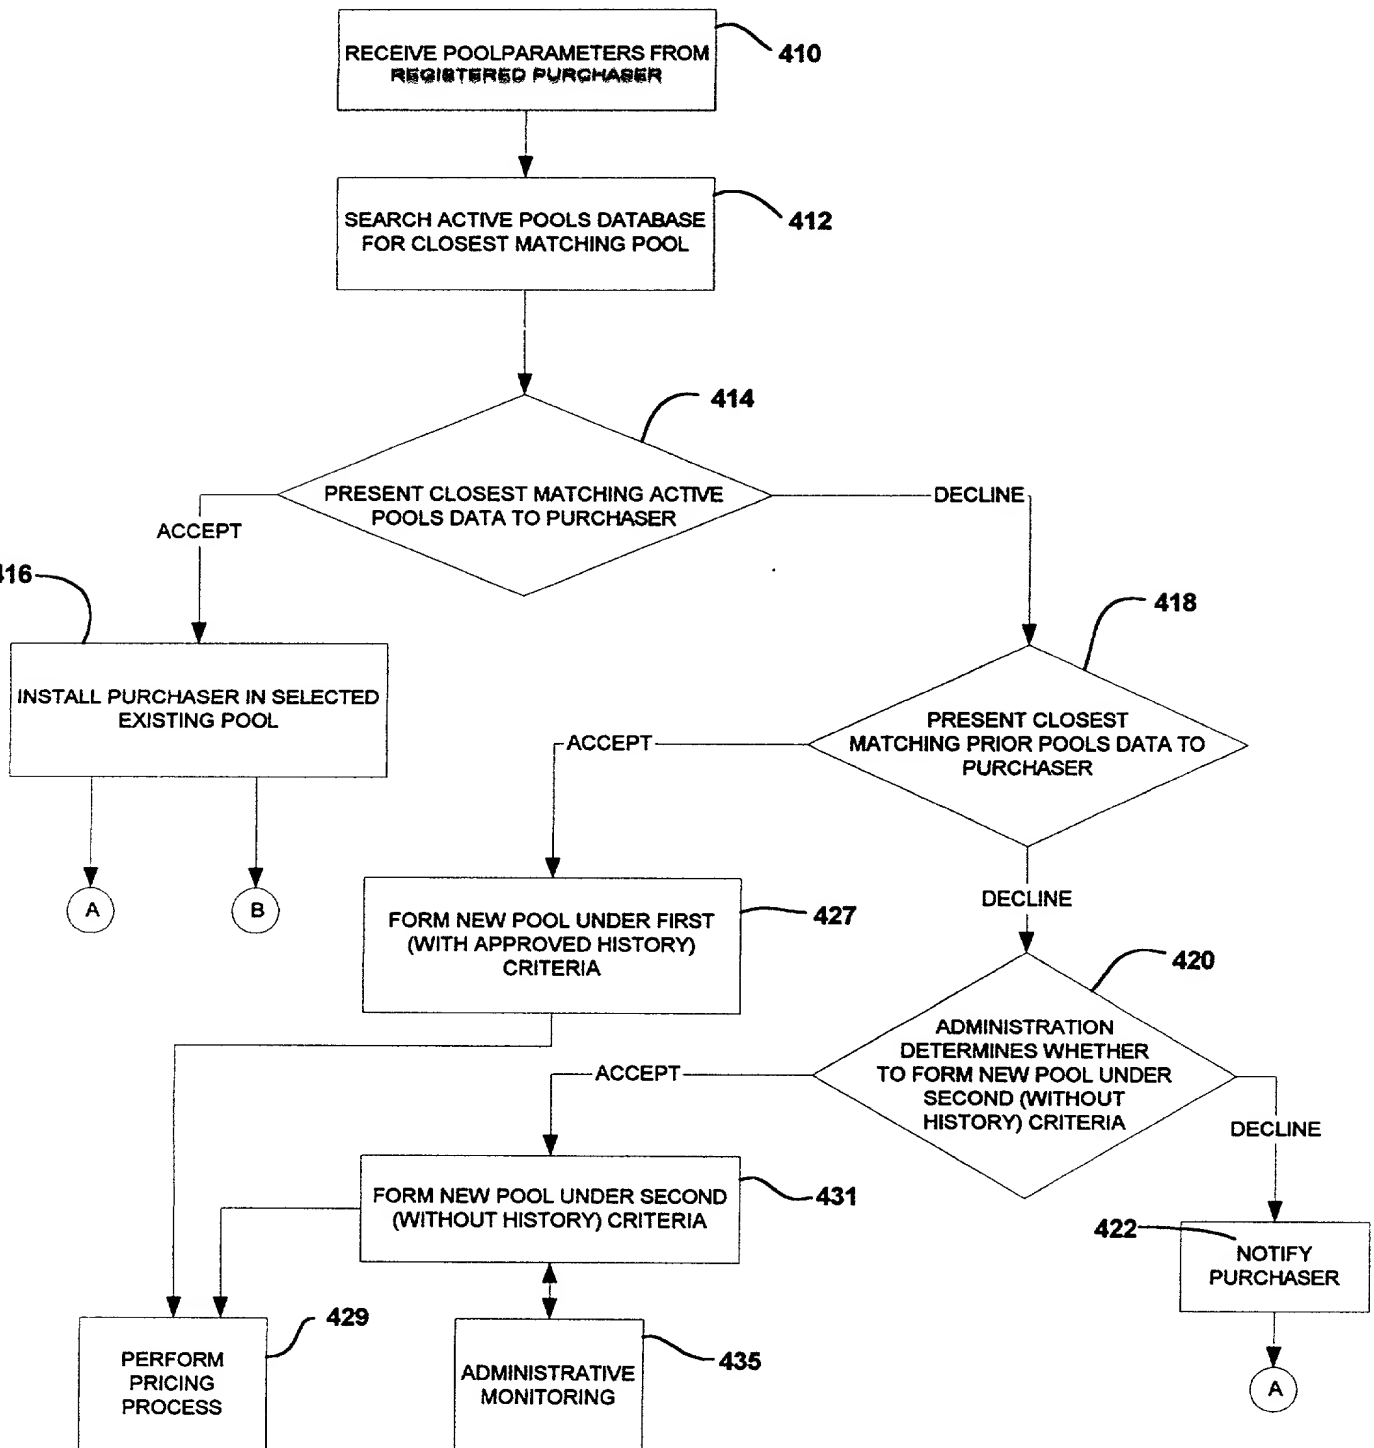 RECEIVE POOLPARAMETERS FROM
REGISTERED PURCHASER
410
SEARCH ACTIVE POOLS DATABASE
FOR CLOSEST MATCHING POOL
412
414
PRESENT CLOSEST MATCHING ACTIVE
POOLS DATA TO PURCHASER
DECLINE
ACCEPT
416
418
INSTALL PURCHASER IN SELECTED
EXISTING POOL
PRESENT CLOSEST
MATCHING PRIOR POOLS DATA TO
PURCHASER
ACCEPT
DECLINE
A
B
FORM NEW POOL UNDER FIRST
(WITH APPROVED HISTORY)
CRITERIA
427
420
ADMINISTRATION
DETERMINES WHETHER
TO FORM NEW POOL UNDER
SECOND (WITHOUT
HISTORY) CRITERIA
ACCEPT
DECLINE
FORM NEW POOL UNDER SECOND
(WITHOUT HISTORY) CRITERIA
431
422
NOTIFY
PURCHASER
429
PERFORM
PRICING
PROCESS
435
ADMINISTRATIVE
MONITORING
A